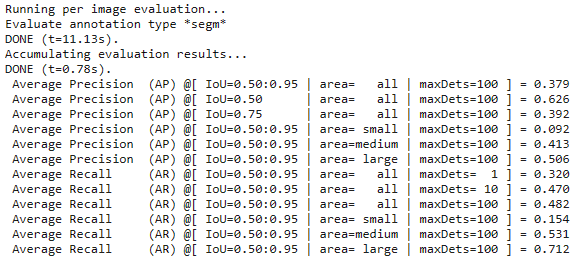 Running per image evaluation...
Evaluate annotation type *segm*
DONE (t=11.13s).
Accumulating evaluation results...
DONE (t=0.78s).
 Average Precision  (AP) @[ IoU=0.50:0.95 | area=   all | maxDets=100 ] = 0.379
 Average Precision  (AP) @[ IoU=0.50      | area=   all | maxDets=100 ] = 0.626
 Average Precision  (AP) @[ IoU=0.75      | area=   all | maxDets=100 ] = 0.392
 Average Precision  (AP) @[ IoU=0.50:0.95 | area= small | maxDets=100 ] = 0.092
 Average Precision  (AP) @[ IoU=0.50:0.95 | area=medium | maxDets=100 ] = 0.413
 Average Precision  (AP) @[ IoU=0.50:0.95 | area= large | maxDets=100 ] = 0.506
 Average Recall     (AR) @[ IoU=0.50:0.95 | area=   all | maxDets=  1 ] = 0.320
 Average Recall     (AR) @[ IoU=0.50:0.95 | area=   all | maxDets= 10 ] = 0.470
 Average Recall     (AR) @[ IoU=0.50:0.95 | area=   all | maxDets=100 ] = 0.482
 Average Recall     (AR) @[ IoU=0.50:0.95 | area= small | maxDets=100 ] = 0.154
 Average Recall     (AR) @[ IoU=0.50:0.95 | area=medium | maxDets=100 ] = 0.531
 Average Recall     (AR) @[ IoU=0.50:0.95 | area= large | maxDets=100 ] = 0.712